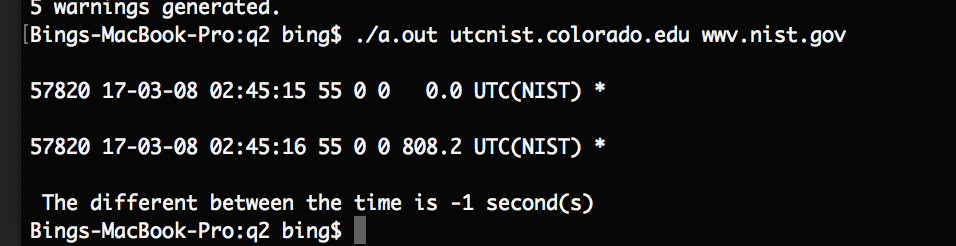 5 warnings generated.
[Bings-MacBook-Pro:q2 bing$ ./a.out utcnist.colorado.edu wwv.nist.gov
57820 17-03-08 02:45:15 55 0 0   0.0 UTC(NIST) *
57820 17-03-08 02:45:16 55 0 0 808.2 UTC(NIST) *
The different between the time is -1 second(s)
Bings-MacBook-Pro:q2 bing$